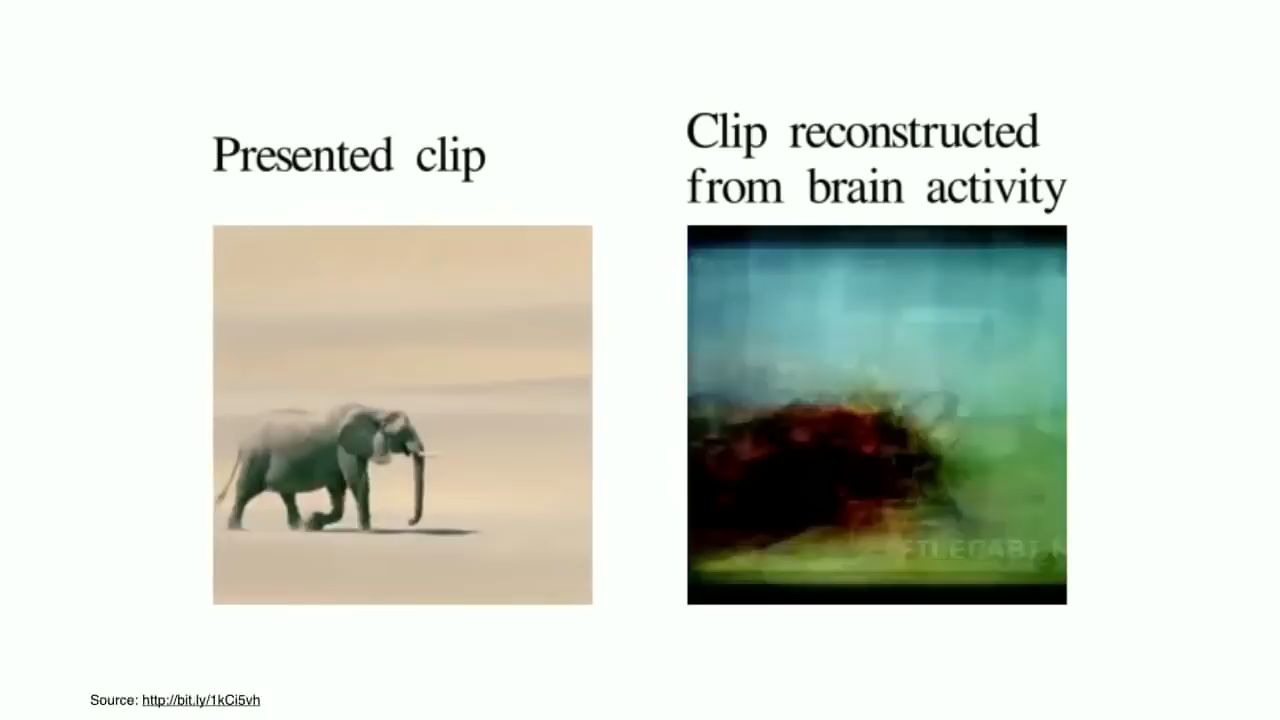 Presented clip
Clip reconstructed
from brain activity
Source: http://bit.ly/1kCi5vh